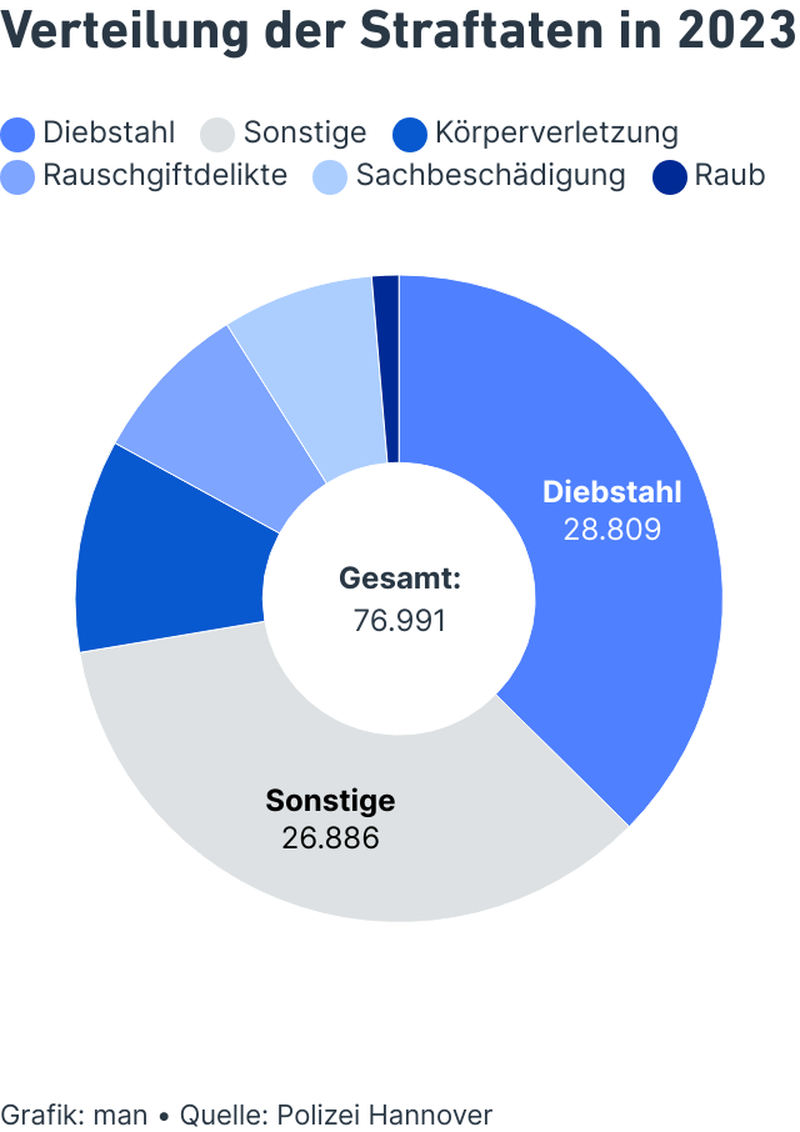 Verteilung der Straftaten in 2023
Diebstahl Sonstige Körperverletzung
Rauschgiftdelikte Sachbeschädigung Raub
Diebstahl
28.809
Gesamt:
76.991
Sonstige
26.886
Grafik: man • Quelle: Polizei Hannover